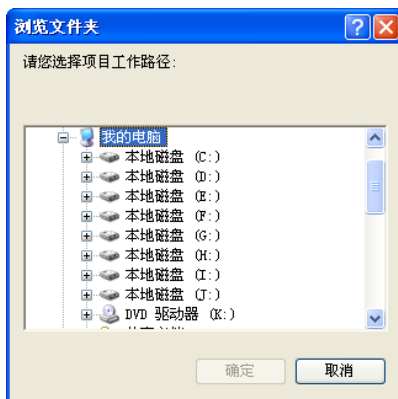 浏览文件夹
请您选择项目工作路径:
我的电脑
本地磁盘 (C:)
本地磁盘 (D:)
本地磁盘 (E:)
本地磁盘 (F:)
本地磁盘 (G:)
本地磁盘 (H:)
本地磁盘 (I:)
本地磁盘 (J:)
DVD 驱动器 (K:)
确定
取消